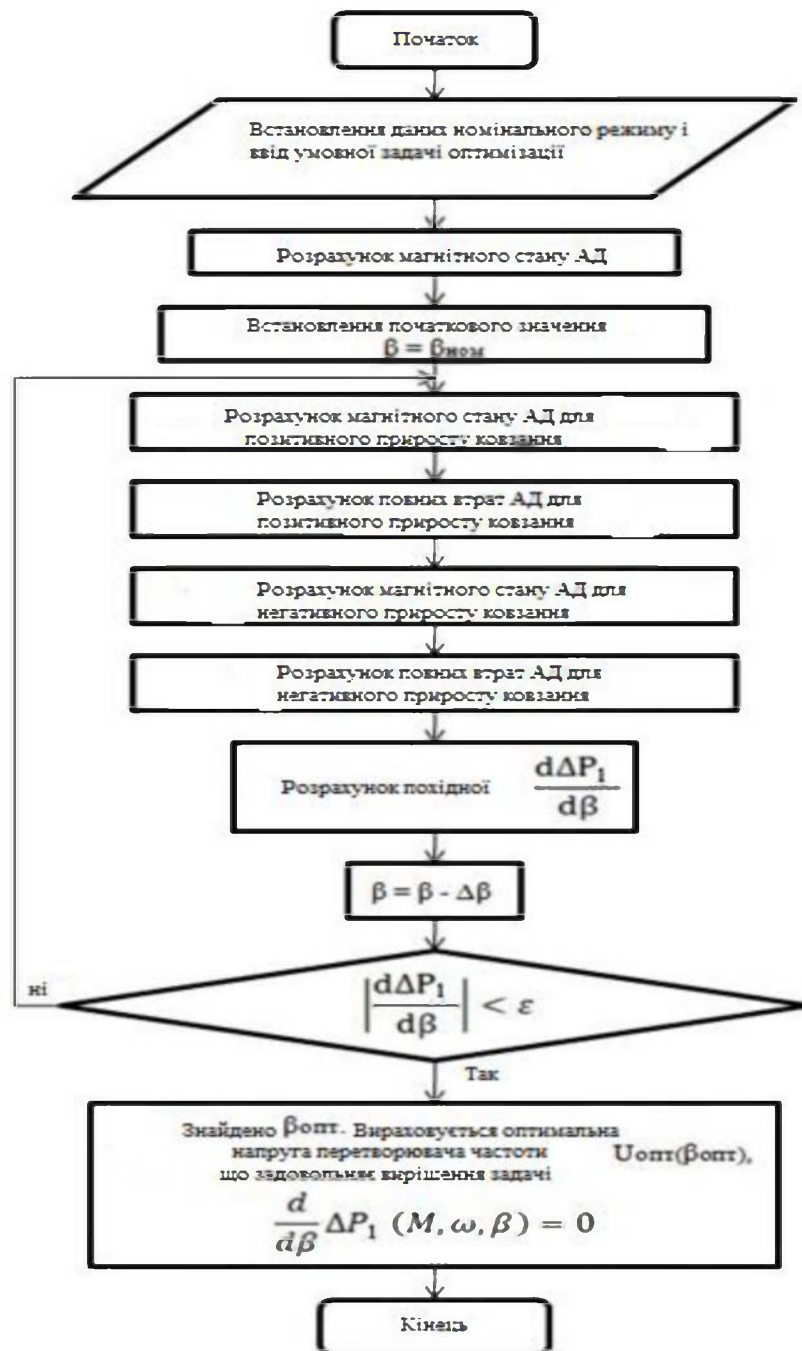 Початок
Встановлення даних номінального режиму і
ввід умовної задачі оптимізації
Розрахунок магнітного стану АД
Встановлення початкового значення
β = βном
Розрахунок магнітного стану АД для
позитивного приросту ковзання
Розрахунок повних втрат АД для
позитивного приросту ковзання
Розрахунок магнітного стану АД для
негативного приросту ковзання
Розрахунок повних втрат АД для
негативного приросту ковзання
Розрахунок похідної dΔP₁/dβ
β = β - Δβ
ні
|dΔP₁/dβ| < ε
Так
Знайдено βопт. Вираховується оптимальна
напруга перетворювача частоти Uопт(βопт),
що задовольняє вирішення задачі
d/dβ ΔP₁ (M, ω, β) = 0
Кінець